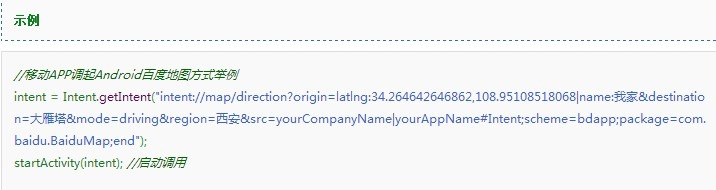 示例
//移动APP调起Android百度地图方式举例
intent = Intent.getIntent("intent://map/direction?origin=latlng:34.264642646862,108.95108518068|name:我家&destinatio
n=大雁塔&mode=driving&region=西安&src=yourCompanyName|yourAppName#Intent;scheme=bdapp;package=com.
baidu.BaiduMap;end");
startActivity(intent); //启动调用